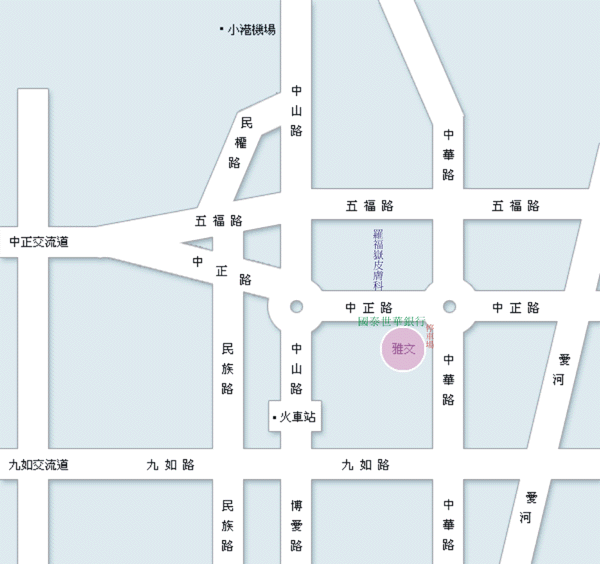 小港機場
中山路
民權路
中華路
五福路
五福路
五福路
中正交流道
羅福嶽皮膚科
中正路
中正路
中正路
國泰世華銀行
停車場
雅文
民族路
中山路
中華路
愛河
火車站
九如交流道
九如路
九如路
民族路
博愛路
中華路
愛河